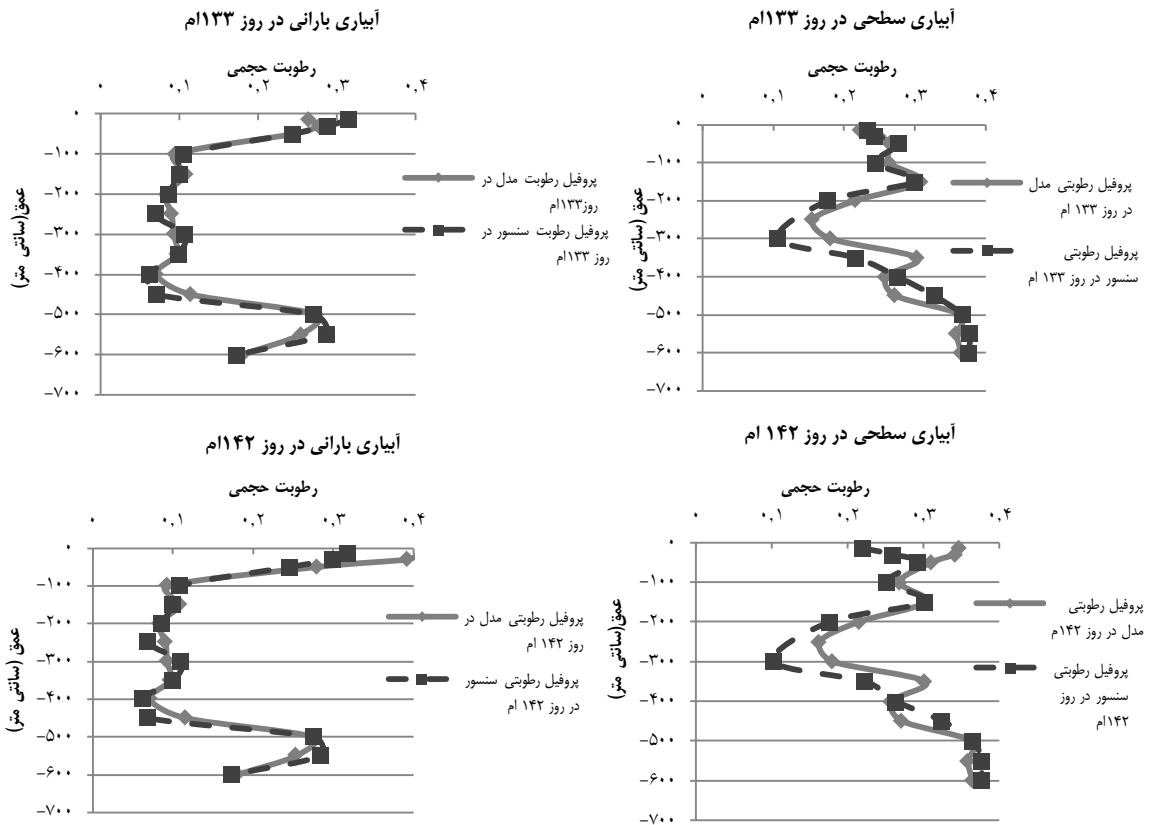 آبیاری سطحی در روز ۱۳۳ام
رطوبت حجمی
۰ ۰٫۱ ۰٫۲ ۰٫۳ ۰٫۴
۰
-۱۰۰
-۲۰۰
-۳۰۰
-۴۰۰
-۵۰۰
-۶۰۰
-۷۰۰
عمق (سانتی متر)
پروفیل رطوبتی مدل
در روز ۱۳۳ ام
پروفیل رطوبتی
سنسور در روز ۱۳۳ ام
آبیاری بارانی در روز ۱۳۳ام
رطوبت حجمی
۰ ۰٫۱ ۰٫۲ ۰٫۳ ۰٫۴
۰
-۱۰۰
-۲۰۰
-۳۰۰
-۴۰۰
-۵۰۰
-۶۰۰
-۷۰۰
عمق(سانتی متر)
پروفیل رطوبت مدل در
روز۱۳۳ام
پروفیل رطوبت سنسور در
روز ۱۳۳ام
آبیاری سطحی در روز ۱۴۲ ام
رطوبت حجمی
۰ ۰٫۱ ۰٫۲ ۰٫۳ ۰٫۴
۰
-۱۰۰
-۲۰۰
-۳۰۰
-۴۰۰
-۵۰۰
-۶۰۰
-۷۰۰
عمق(سانتی متر)
پروفیل رطوبتی
مدل در روز ۱۴۲م
پروفیل رطوبتی
سنسور در روز
۱۴۲ام
آبیاری بارانی در روز ۱۴۲ام
رطوبت حجمی
۰ ۰٫۱ ۰٫۲ ۰٫۳ ۰٫۴
۰
-۱۰۰
-۲۰۰
-۳۰۰
-۴۰۰
-۵۰۰
-۶۰۰
-۷۰۰
عمق (سانتی متر)
پروفیل رطوبتی مدل در
روز ۱۴۲ ام
پروفیل رطوبتی سنسور
در روز ۱۴۲ ام